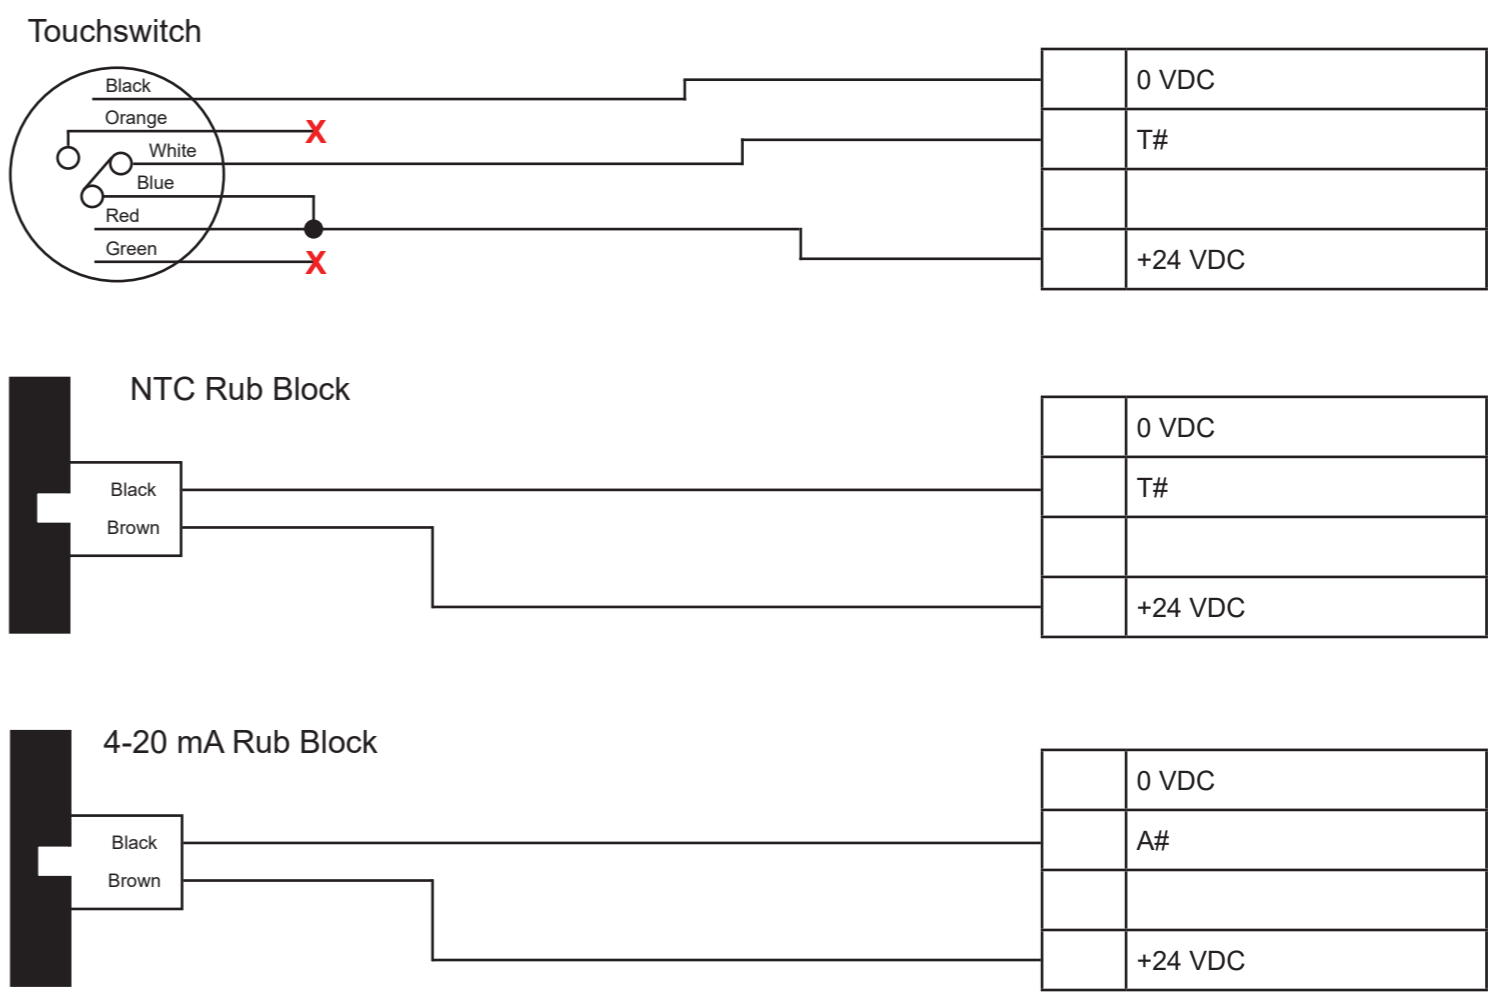 Touchswitch
Black
0 VDC
Orange
X
T#
White
Blue
Red
Green
X
+24 VDC
NTC Rub Block
0 VDC
Black
T#
Brown
+24 VDC
4-20 mA Rub Block
0 VDC
Black
A#
Brown
+24 VDC